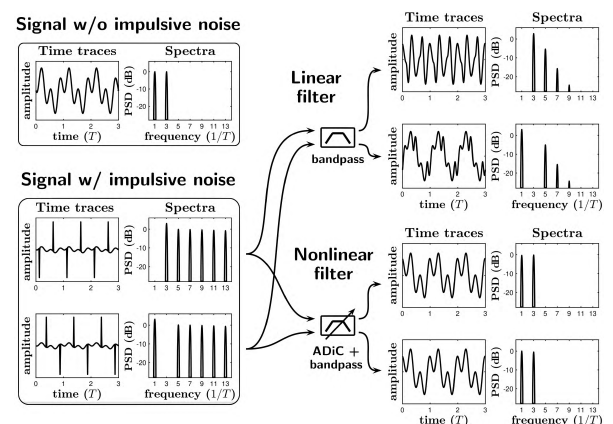 Signal w/o impulsive noise
Time traces
Spectra
amplitude
PSD (dB)
0
-10
-20
0 1 2 3
1 3 5 7 9 11 13
time (T)
frequency (1/T)
Signal w/ impulsive noise
Time traces
Spectra
amplitude
PSD (dB)
0
-10
-20
0 1 2 3
1 3 5 7 9 11 13
amplitude
PSD (dB)
0
-10
-20
0 1 2 3
1 3 5 7 9 11 13
time (T)
frequency (1/T)
Linear
filter
bandpass
Nonlinear
filter
ADiC +
bandpass
Time traces
Spectra
amplitude
PSD (dB)
0
-10
-20
0 1 2 3
1 3 5 7 9 11 13
amplitude
PSD (dB)
0
-10
-20
0 1 2 3
1 3 5 7 9 11 13
time (T)
frequency (1/T)
Time traces
Spectra
amplitude
PSD (dB)
0
-10
-20
0 1 2 3
1 3 5 7 9 11 13
amplitude
PSD (dB)
0
-10
-20
0 1 2 3
1 3 5 7 9 11 13
time (T)
frequency (1/T)